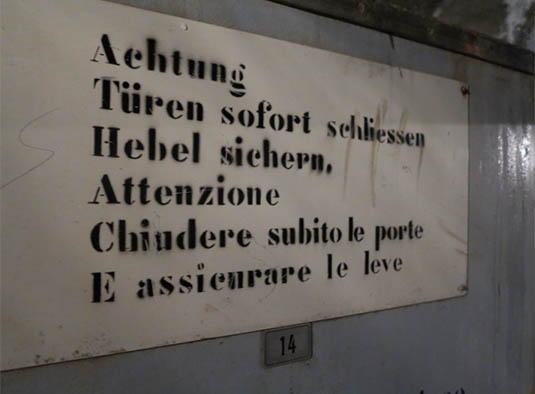 Achtung
Türen sofort schliessen
Hebel sichern.
Attenzione
Chiudere subito le porte
E assicurare le leve
14